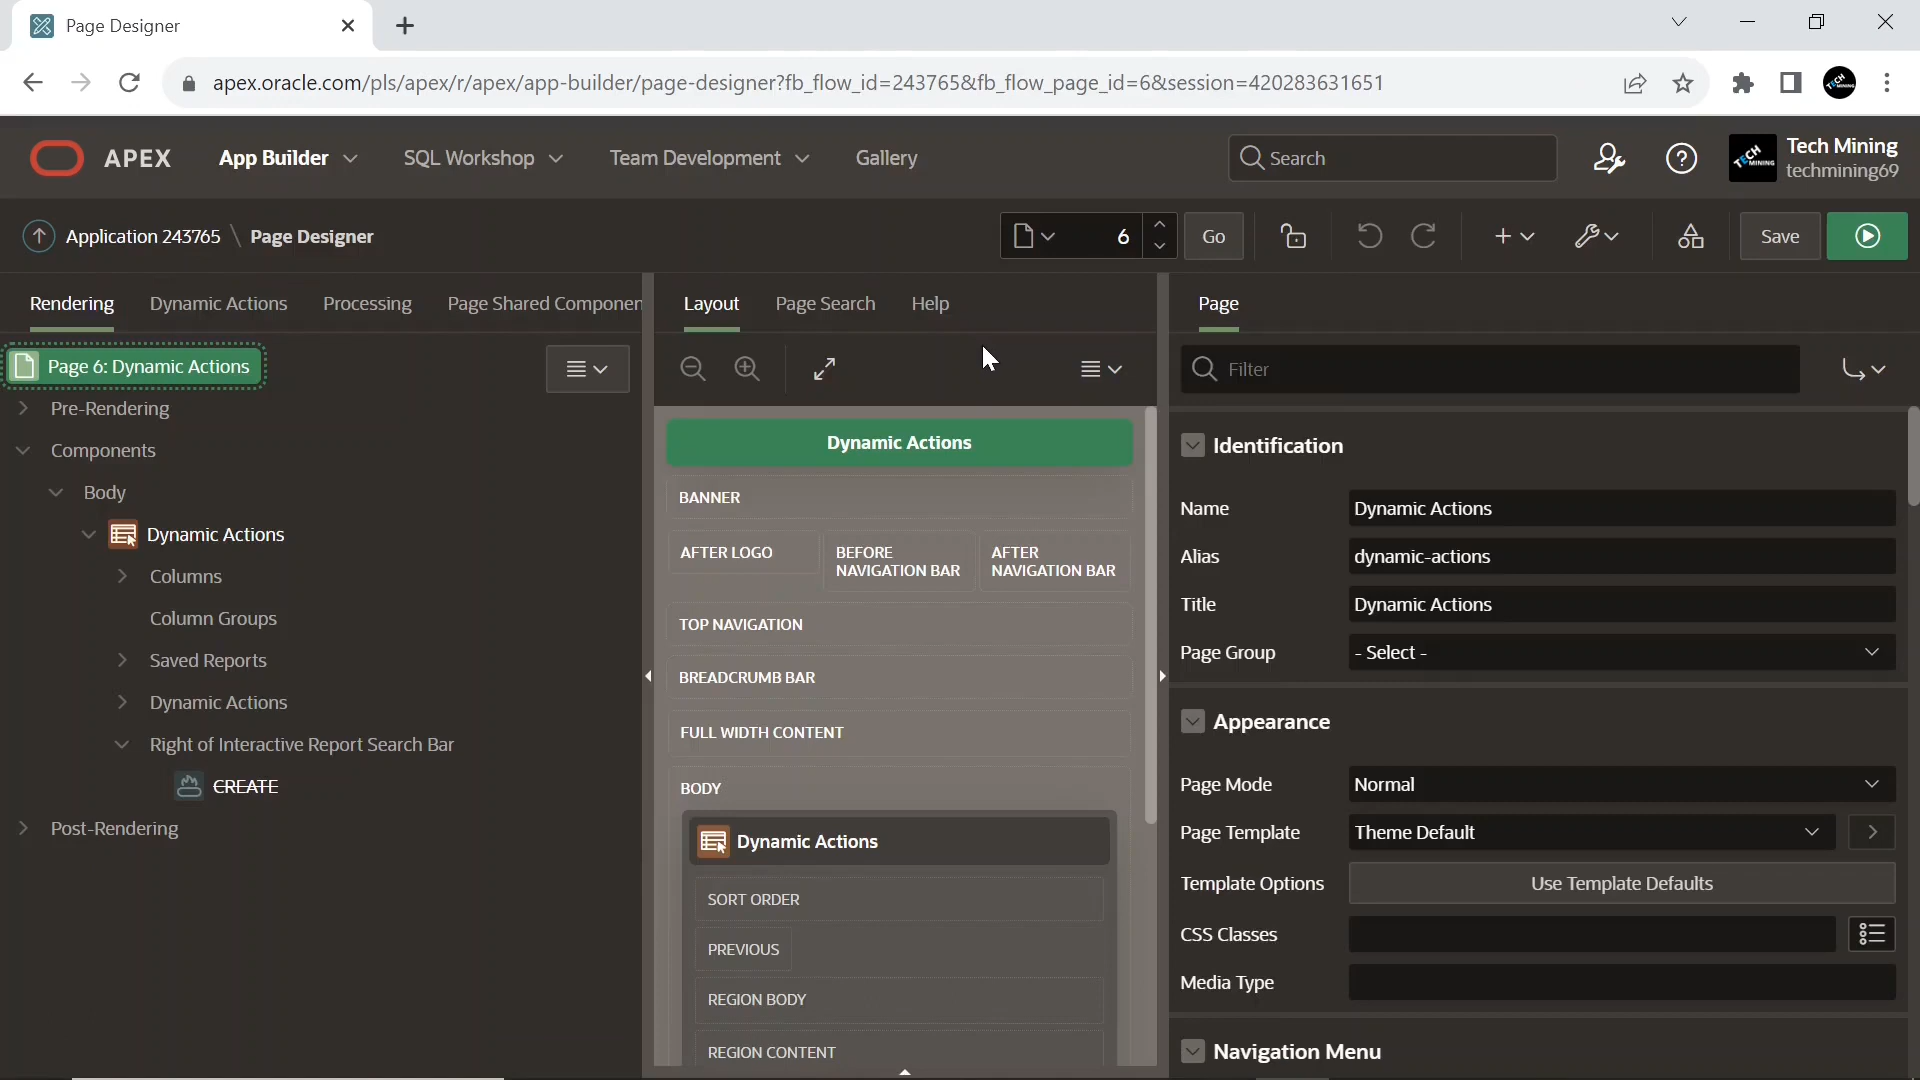 Page Designer
apex.oracle.com/pls/apex/r/apex/app-builder/page-designer?fb_flow_id=243765&fb_flow_page_id=6&session=420283631651
APEX App Builder SQL Workshop Team Development Gallery Search Tech Mining
techmining69
Application 243765 \ Page Designer 6 Go Save
Rendering Dynamic Actions Processing Page Shared Componen
Layout Page Search Help
Page
Page 6: Dynamic Actions
Pre-Rendering
Components
Body
Dynamic Actions
Columns
Column Groups
Saved Reports
Dynamic Actions
Right of Interactive Report Search Bar
CREATE
Post-Rendering
Dynamic Actions
BANNER
AFTER LOGO
BEFORE
NAVIGATION BAR
AFTER
NAVIGATION BAR
TOP NAVIGATION
BREADCRUMB BAR
FULL WIDTH CONTENT
BODY
Dynamic Actions
SORT ORDER
PREVIOUS
REGION BODY
REGION CONTENT
Filter
Identification
Name Dynamic Actions
Alias dynamic-actions
Title Dynamic Actions
Page Group - Select -
Appearance
Page Mode Normal
Page Template Theme Default
Template Options Use Template Defaults
CSS Classes
Media Type
Navigation Menu